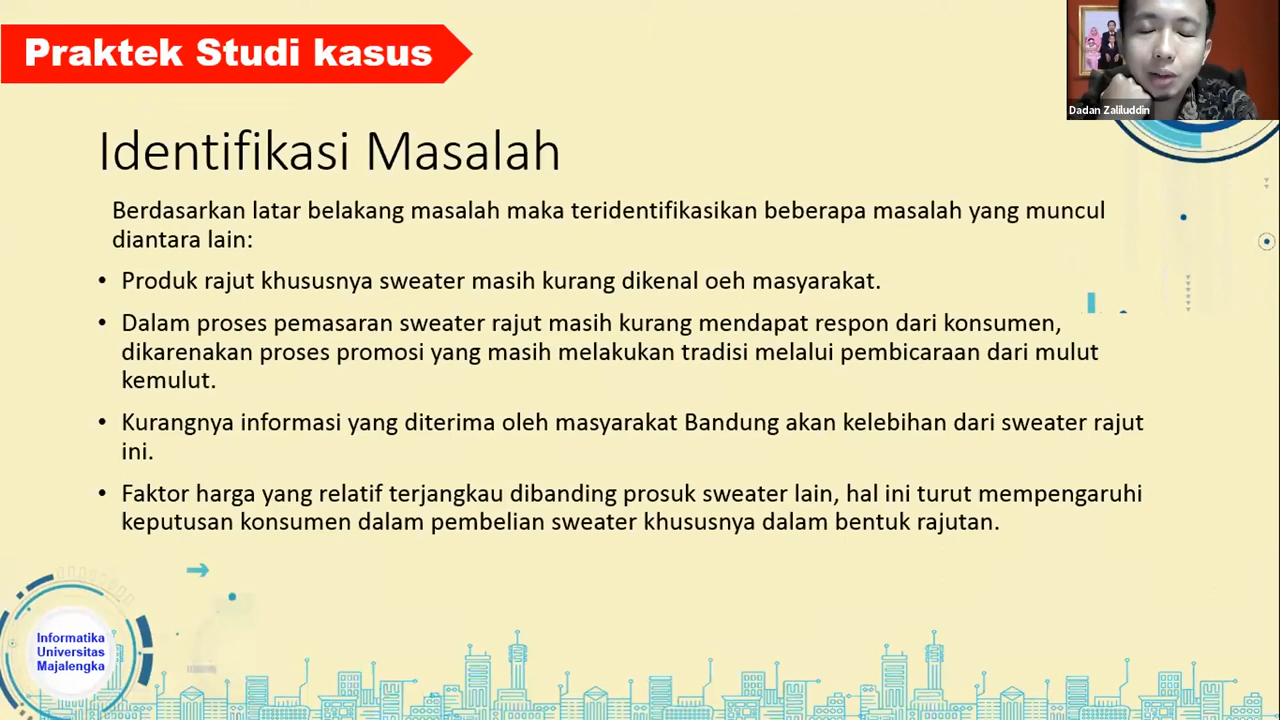 Praktek Studi kasus
Dadan Zaliluddin
Identifikasi Masalah
Berdasarkan latar belakang masalah maka teridentifikasikan beberapa masalah yang muncul
diantara lain:
• Produk rajut khususnya sweater masih kurang dikenal oeh masyarakat.
• Dalam proses pemasaran sweater rajut masih kurang mendapat respon dari konsumen,
dikarenakan proses promosi yang masih melakukan tradisi melalui pembicaraan dari mulut
kemulut.
• Kurangnya informasi yang diterima oleh masyarakat Bandung akan kelebihan dari sweater rajut
ini.
• Faktor harga yang relatif terjangkau dibanding prosuk sweater lain, hal ini turut mempengaruhi
keputusan konsumen dalam pembelian sweater khususnya dalam bentuk rajutan.
Informatika
Universitas
Majalengka